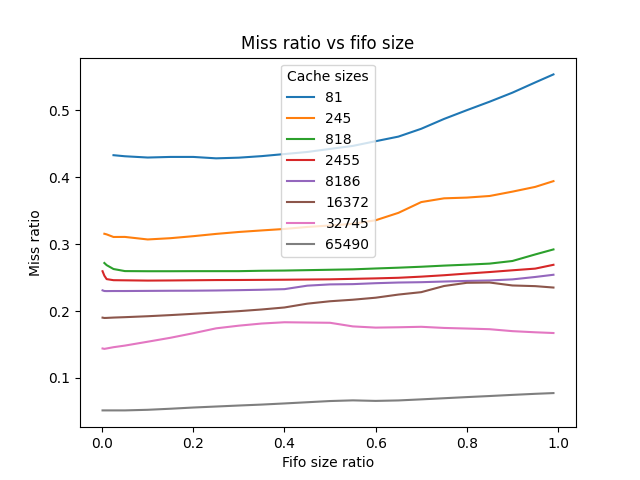 Miss ratio vs fifo size
Cache sizes
81
245
818
2455
8186
16372
32745
65490
Miss ratio
0.5
0.4
0.3
0.2
0.1
0.0 0.2 0.4 0.6 0.8 1.0
Fifo size ratio